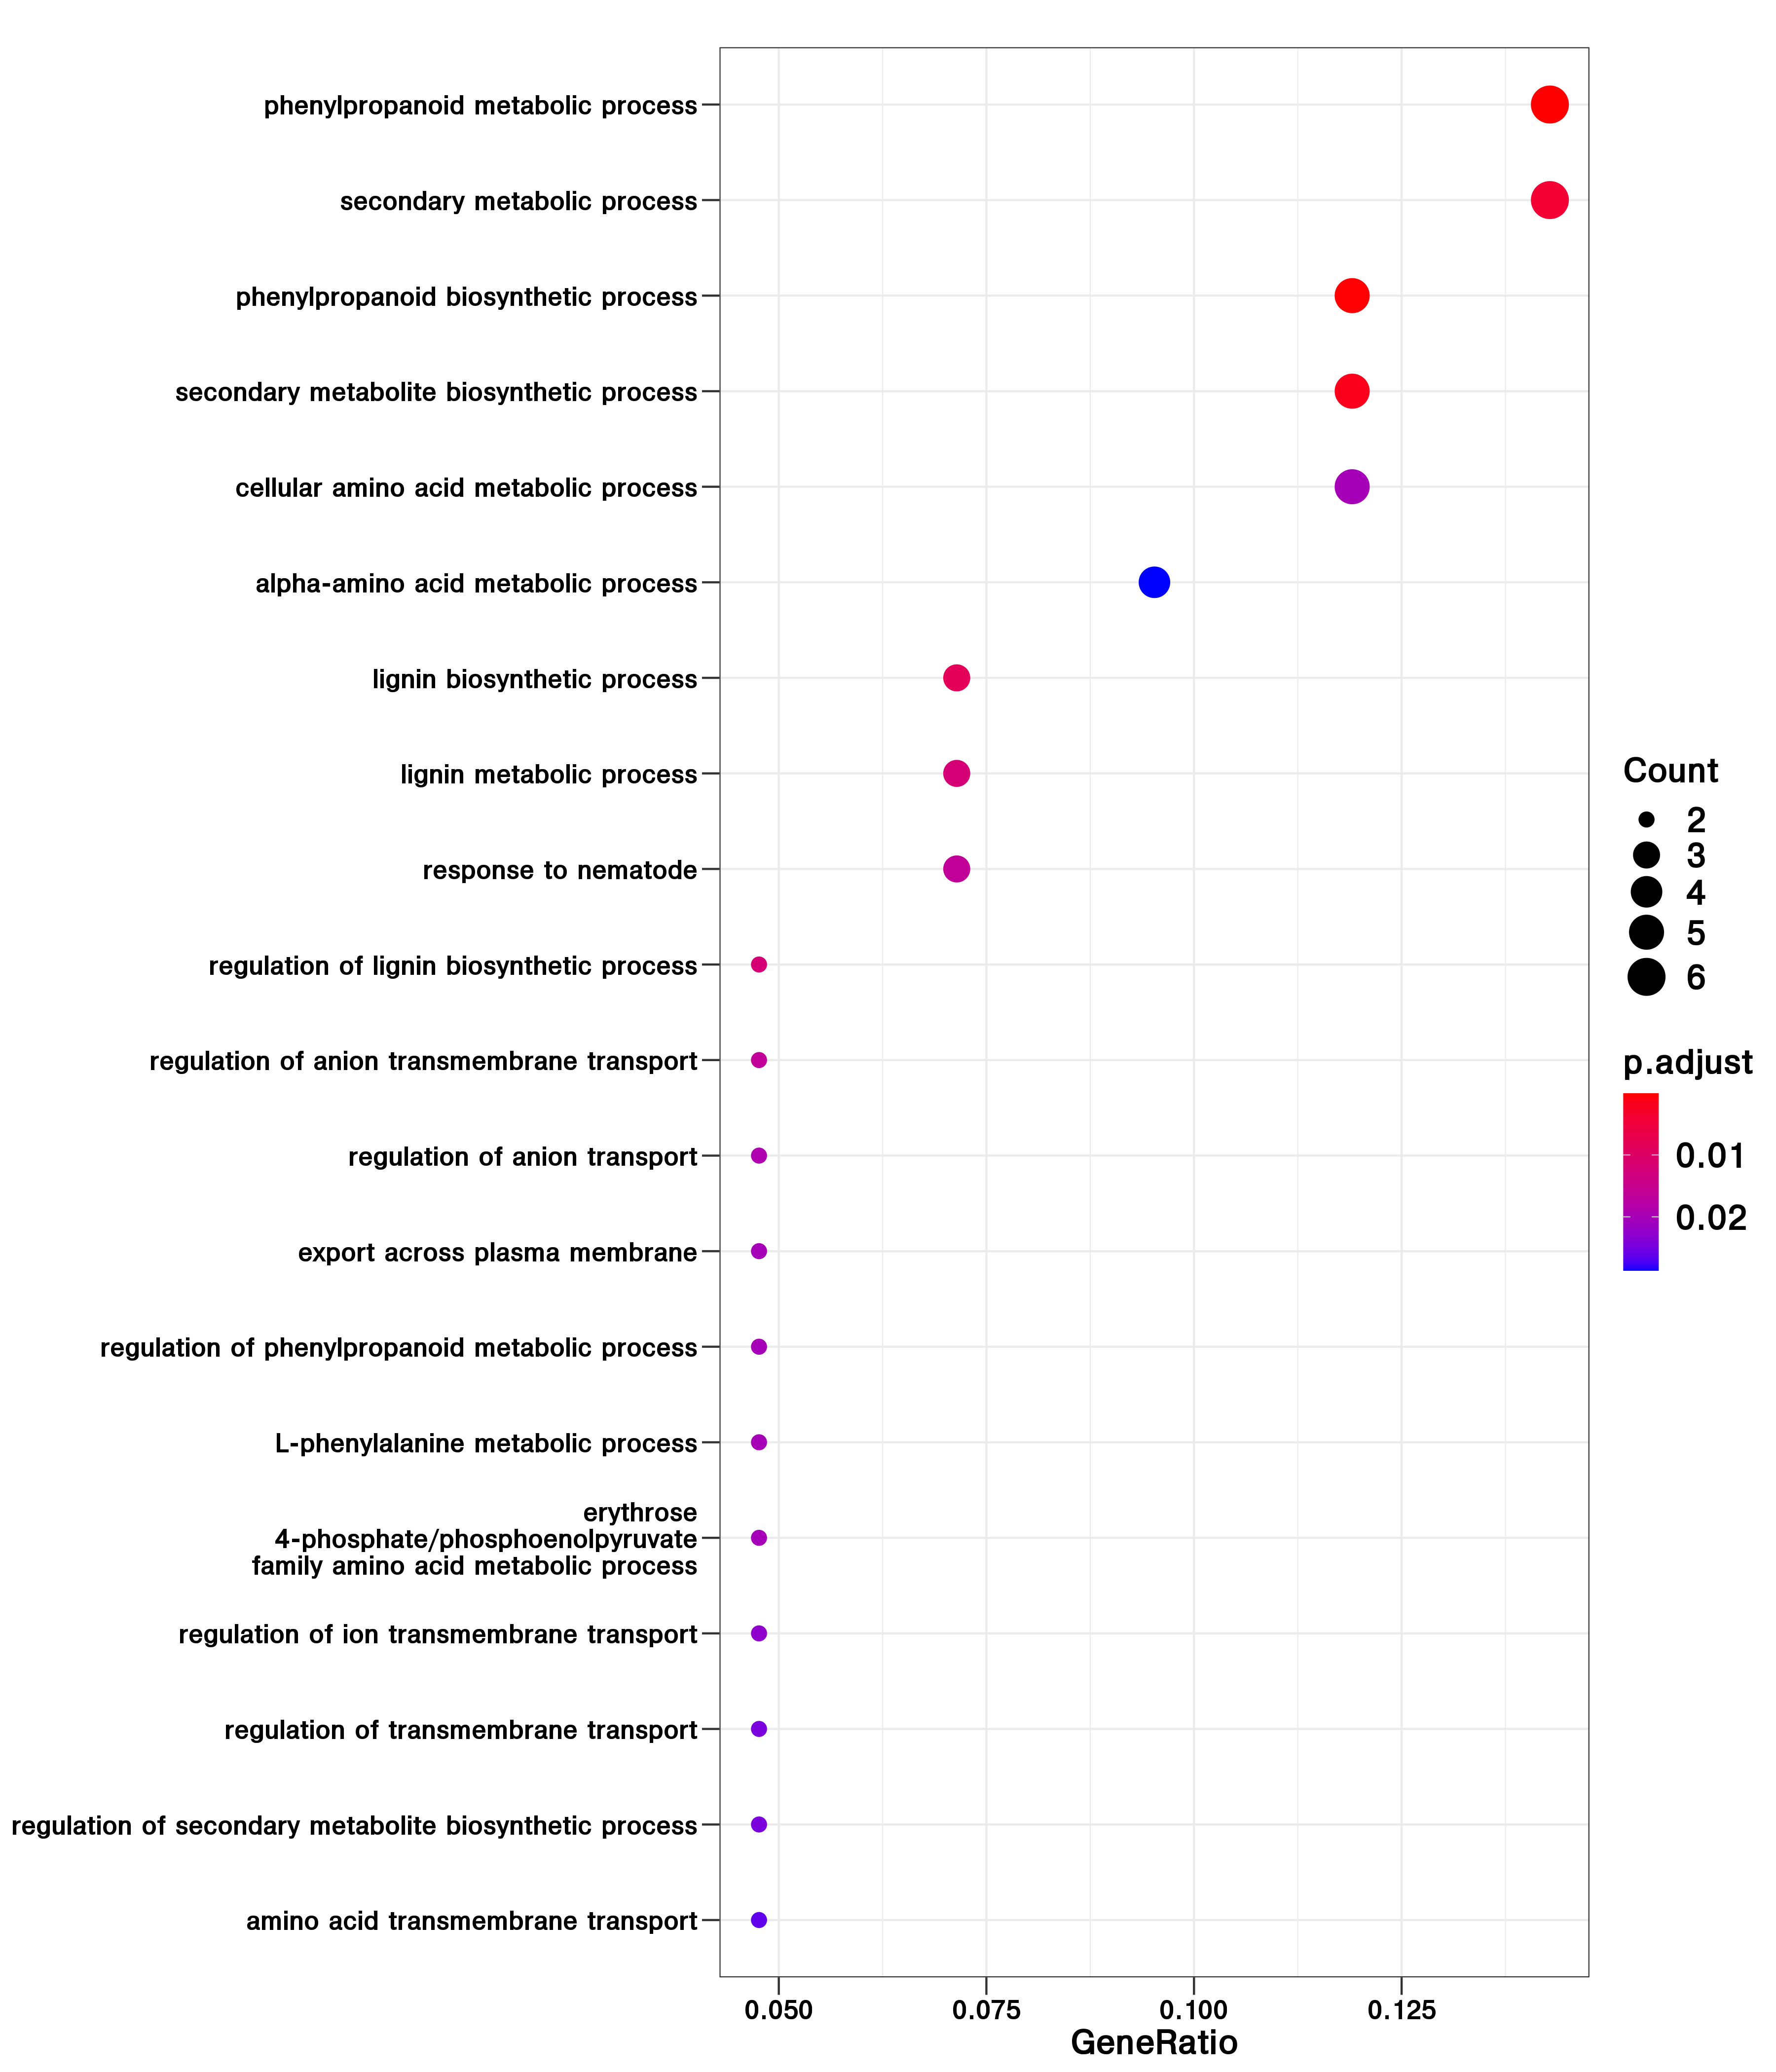 phenylpropanoid metabolic process
secondary metabolic process
phenylpropanoid biosynthetic process
secondary metabolite biosynthetic process
cellular amino acid metabolic process
alpha-amino acid metabolic process
lignin biosynthetic process
lignin metabolic process
response to nematode
regulation of lignin biosynthetic process
regulation of anion transmembrane transport
regulation of anion transport
export across plasma membrane
regulation of phenylpropanoid metabolic process
L-phenylalanine metabolic process
erythrose
4-phosphate/phosphoenolpyruvate
family amino acid metabolic process
regulation of ion transmembrane transport
regulation of transmembrane transport
regulation of secondary metabolite biosynthetic process
amino acid transmembrane transport
0.050 0.075 0.100 0.125
GeneRatio
Count
2
3
4
5
6
p.adjust
0.01
0.02